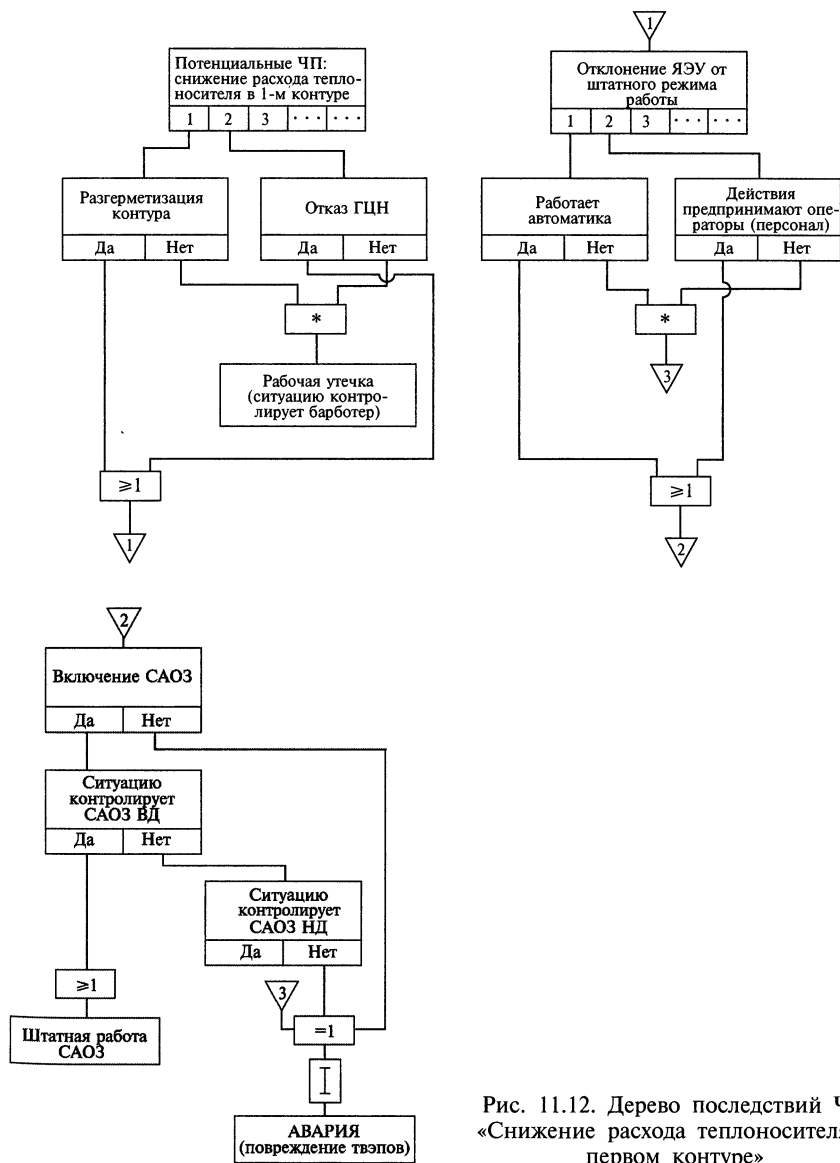 Потенциальные ЧП:
снижение расхода тепло-
носителя в 1-м контуре
1 2 3 ··· ···
Разгерметизация
контура
Да Нет
Отказ ГЦН
Да Нет
*
Рабочая утечка
(ситуацию контро-
лирует барботер)
⩾1
1
1
Отклонение ЯЭУ от
штатного режима
работы
1 2 3 ··· ···
Работает
автоматика
Да Нет
Действия
предпринимают опе-
раторы (персонал)
Да Нет
*
3
⩾1
2
2
Включение САОЗ
Да Нет
Ситуацию
контролирует
САОЗ ВД
Да Нет
Ситуацию
контролирует
САОЗ НД
Да Нет
⩾1
Штатная работа
САОЗ
3
=1
АВАРИЯ
(повреждение твэпов)
Рис. 11.12. Дерево последствий Ч
«Снижение расхода теплоносителя
первом контуре»